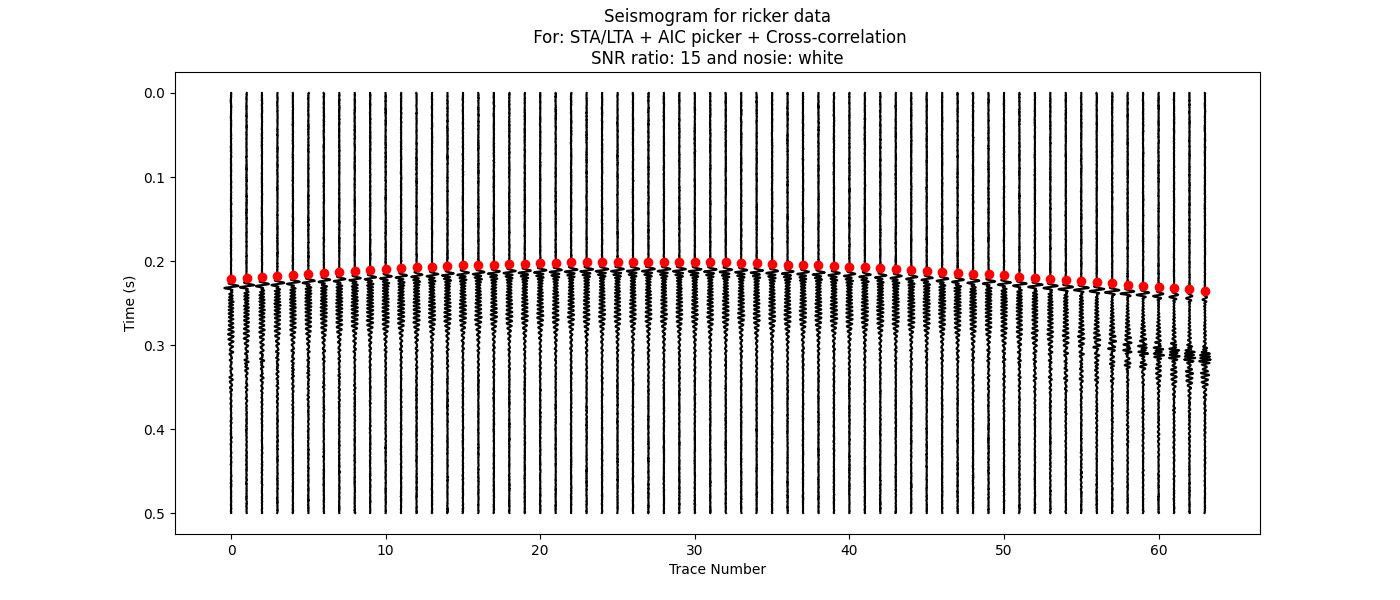 Seismogram for ricker data
For: STA/LTA + AIC picker + Cross-correlation
SNR ratio: 15 and nosie: white
0.0
0.1
0.2
0.3
0.4
0.5
Time (s)
0 10 20 30 40 50 60
Trace Number